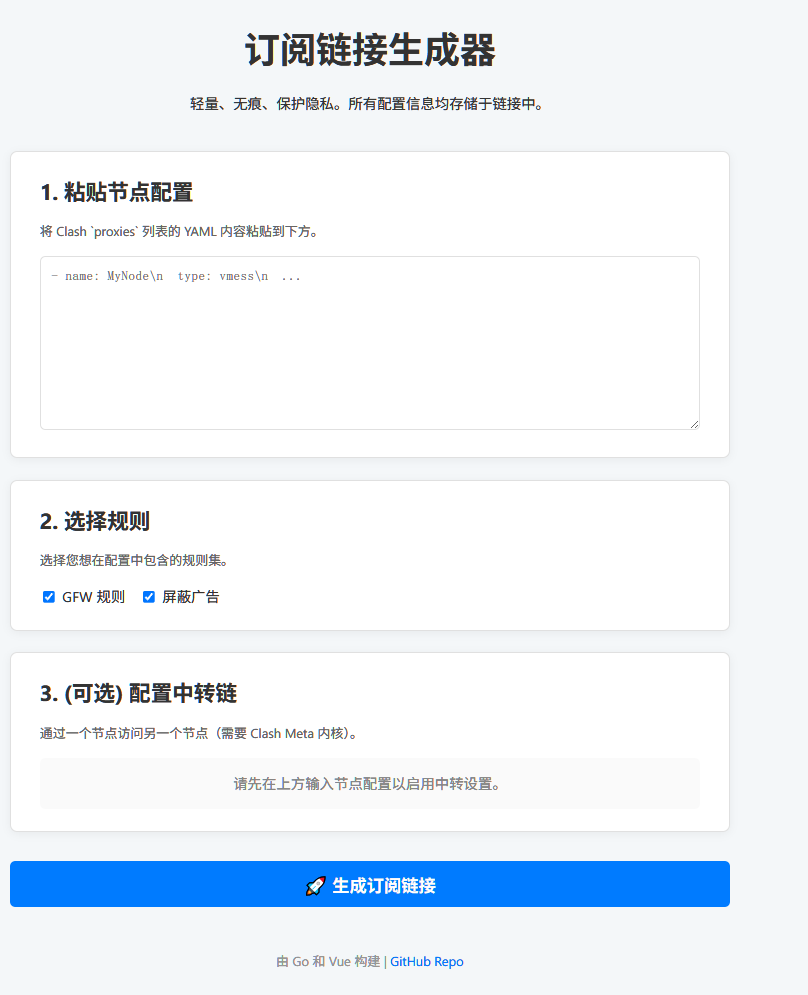 订阅链接生成器
轻量、无痕、保护隐私。所有配置信息均存储于链接中。
1. 粘贴节点配置
将 Clash `proxies` 列表的 YAML 内容粘贴到下方。
- name: MyNode\n  type: vmess\n  ...
2. 选择规则
选择您想在配置中包含的规则集。
GFW 规则 屏蔽广告
3. (可选) 配置中转链
通过一个节点访问另一个节点（需要 Clash Meta 内核）。
请先在上方输入节点配置以启用中转设置。
🚀 生成订阅链接
由 Go 和 Vue 构建 | GitHub Repo